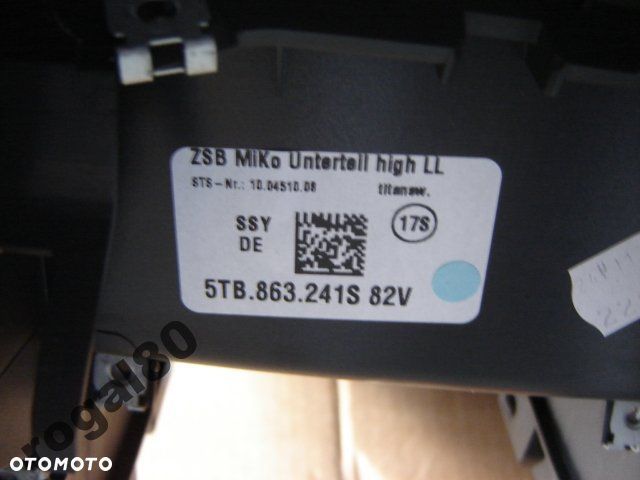 ZSB MiKo Unterteil high LL
STS-Nr.: 10.04510.08 titansw.
SSY 17S
DE
5TB.863.241S 82V
rogal80
OTOMOTO